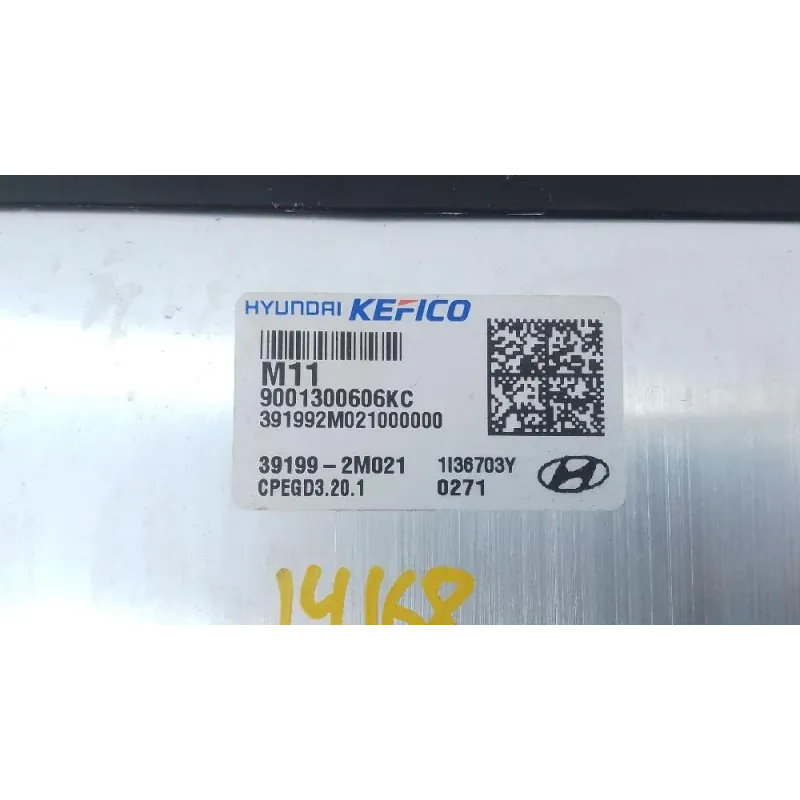 HYUNDAI KEFICO
M11
9001300606KC
391992M021000000
39199-2M021 1I36703Y
CPEGD3.20.1 0271
14168